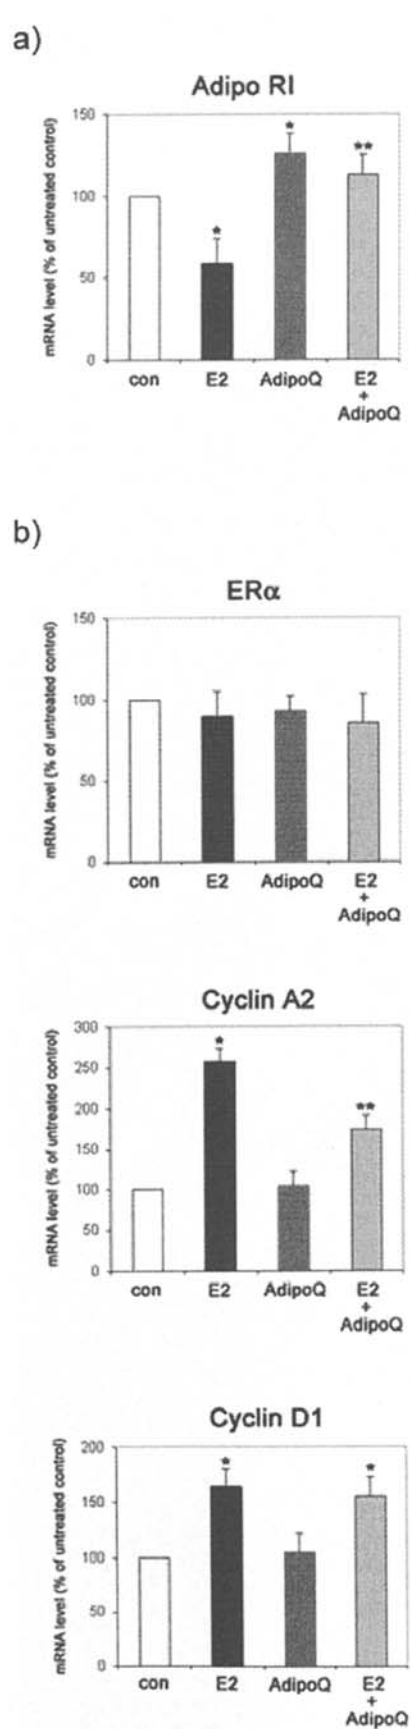 a)
Adipo RI
mRNA level (% of untreated control)
150
100
50
0
*
*
**
con E2 AdipoQ E2
+
AdipoQ
b)
ERα
mRNA level (% of untreated control)
150
100
50
0
con E2 AdipoQ E2
+
AdipoQ
Cyclin A2
mRNA level (% of untreated control)
300
250
200
150
100
50
0
*
**
con E2 AdipoQ E2
+
AdipoQ
Cyclin D1
mRNA level (% of untreated control)
200
150
100
50
0
*
*
con E2 AdipoQ E2
+
AdipoQ